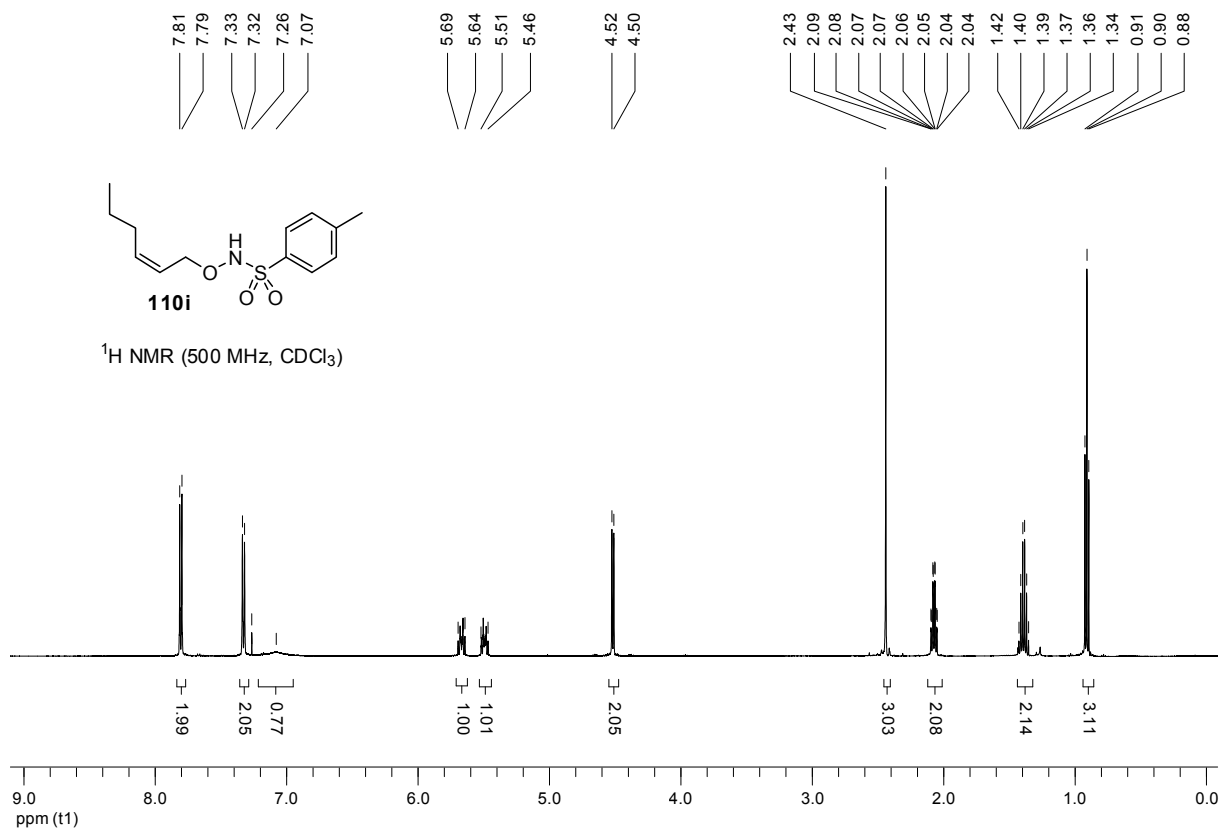 7.81 7.79 7.33 7.32 7.26 7.07 5.69 5.64 5.51 5.46 4.52 4.50 2.43 2.09 2.08 2.07 2.07 2.06 2.05 2.04 2.04 1.42 1.40 1.39 1.37 1.36 1.34 0.91 0.90 0.88
H
N
O
S
O O
110i
¹H NMR (500 MHz, CDCl₃)
1.99 2.05 0.77 1.00 1.01 2.05 3.03 2.08 2.14 3.11
9.0 8.0 7.0 6.0 5.0 4.0 3.0 2.0 1.0 0.0
ppm (t1)